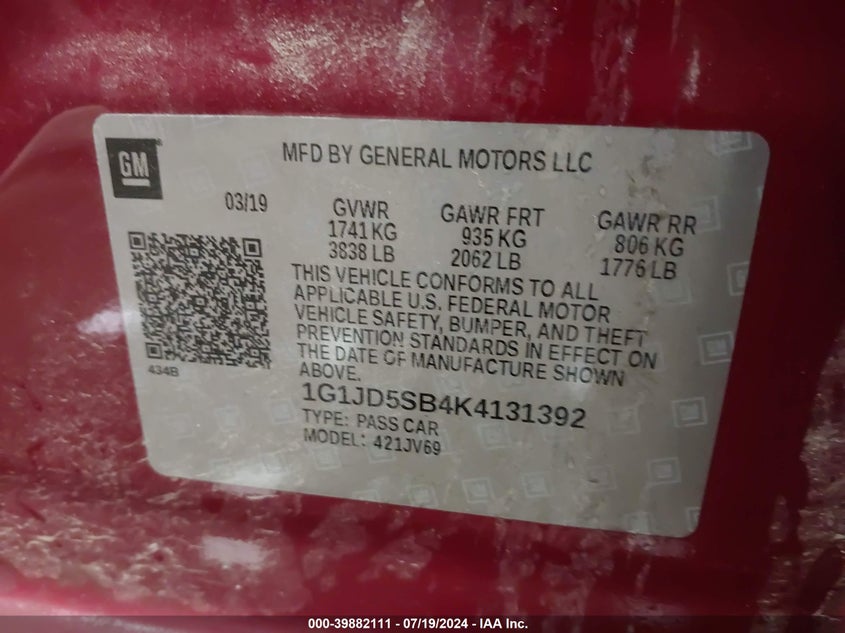 GM
MFD BY GENERAL MOTORS LLC
03/19
GVWR
1741 KG
3838 LB
GAWR FRT
935 KG
2062 LB
GAWR RR
806 KG
1776 LB
THIS VEHICLE CONFORMS TO ALL
APPLICABLE U.S. FEDERAL MOTOR
VEHICLE SAFETY, BUMPER, AND THEFT
PREVENTION STANDARDS IN EFFECT ON
THE DATE OF MANUFACTURE SHOWN
ABOVE.
434B
1G1JD5SB4K4131392
TYPE: PASS CAR
MODEL: 421JV69
000-39882111 - 07/19/2024 - IAA Inc.